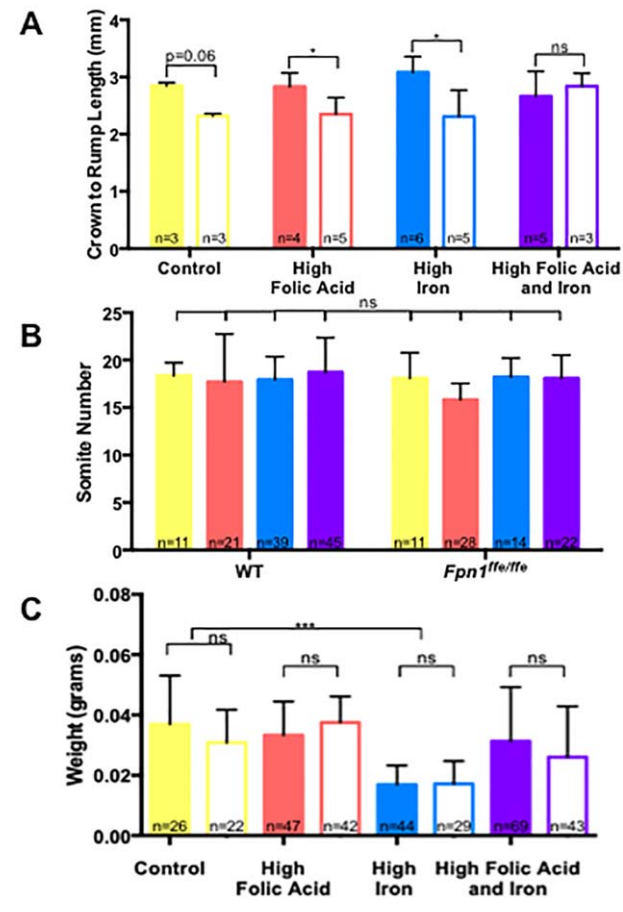 A
Crown to Rump Length (mm)
4
3
2
1
0
p=0.06
*
*
ns
n=3
n=3
n=4
n=5
n=6
n=5
n=5
n=3
Control
High
Folic Acid
High
Iron
High Folic Acid
and Iron
B
Somite Number
25
20
15
10
5
0
ns
n=11
n=21
n=39
n=45
n=11
n=28
n=14
n=22
WT
Fpn1ffe/ffe
C
Weight (grams)
0.08
0.06
0.04
0.02
0.00
***
ns
ns
ns
ns
n=26
n=22
n=47
n=42
n=44
n=29
n=69
n=43
Control
High
Folic Acid
High
Iron
High Folic Acid
and Iron